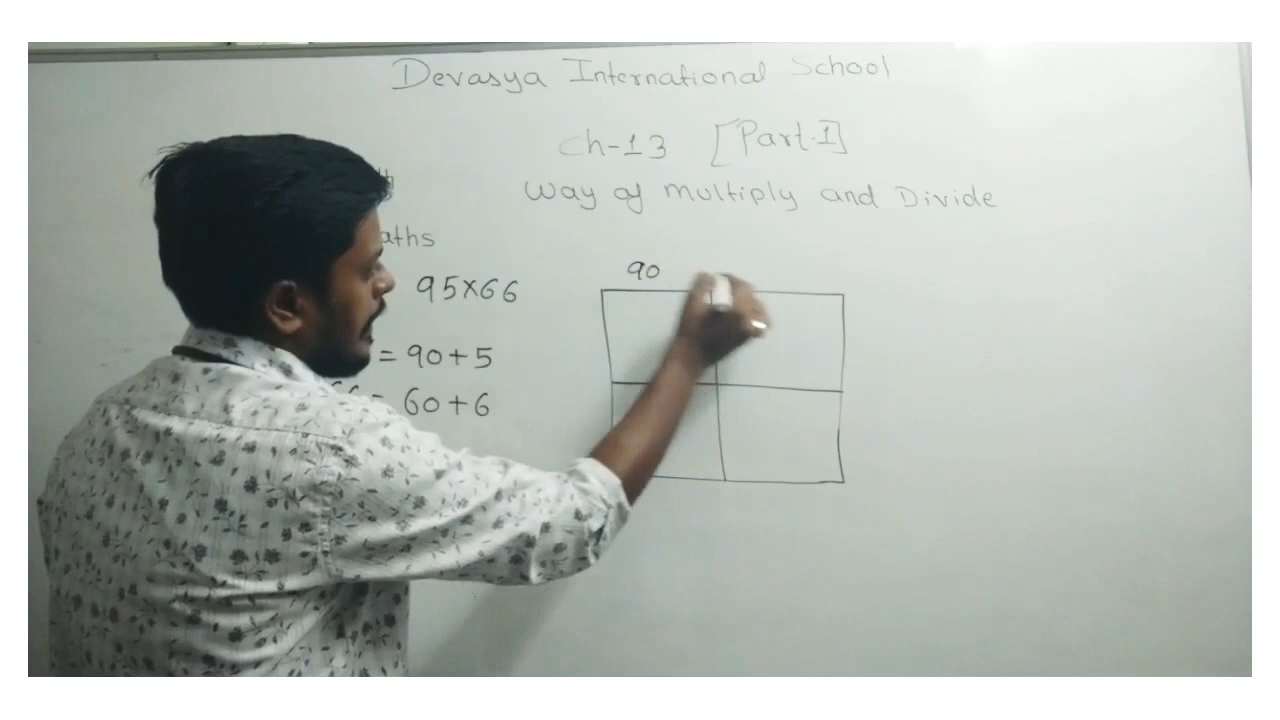 Devasya International School
Ch-13 [Part-1]
Way of multiply and Divide
aths
95×66
= 90+5
= 60+6
90